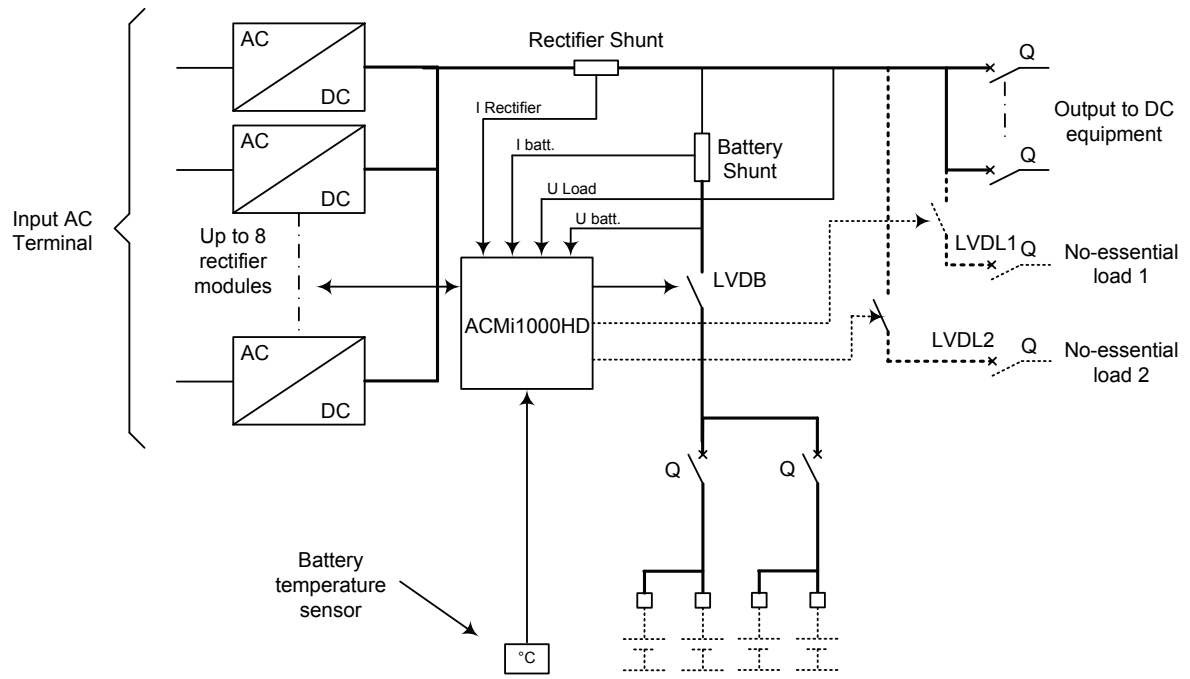 AC
DC
AC
DC
AC
DC
Input AC
Terminal
Up to 8
rectifier
modules
Rectifier Shunt
I Rectifier
I batt.
U Load
U batt.
Battery
Shunt
ACMi1000HD
LVDB
Q
Output to DC
equipment
Q
LVDL1
Q
No-essential
load 1
LVDL2
Q
No-essential
load 2
Q
Q
Battery
temperature
sensor
°C